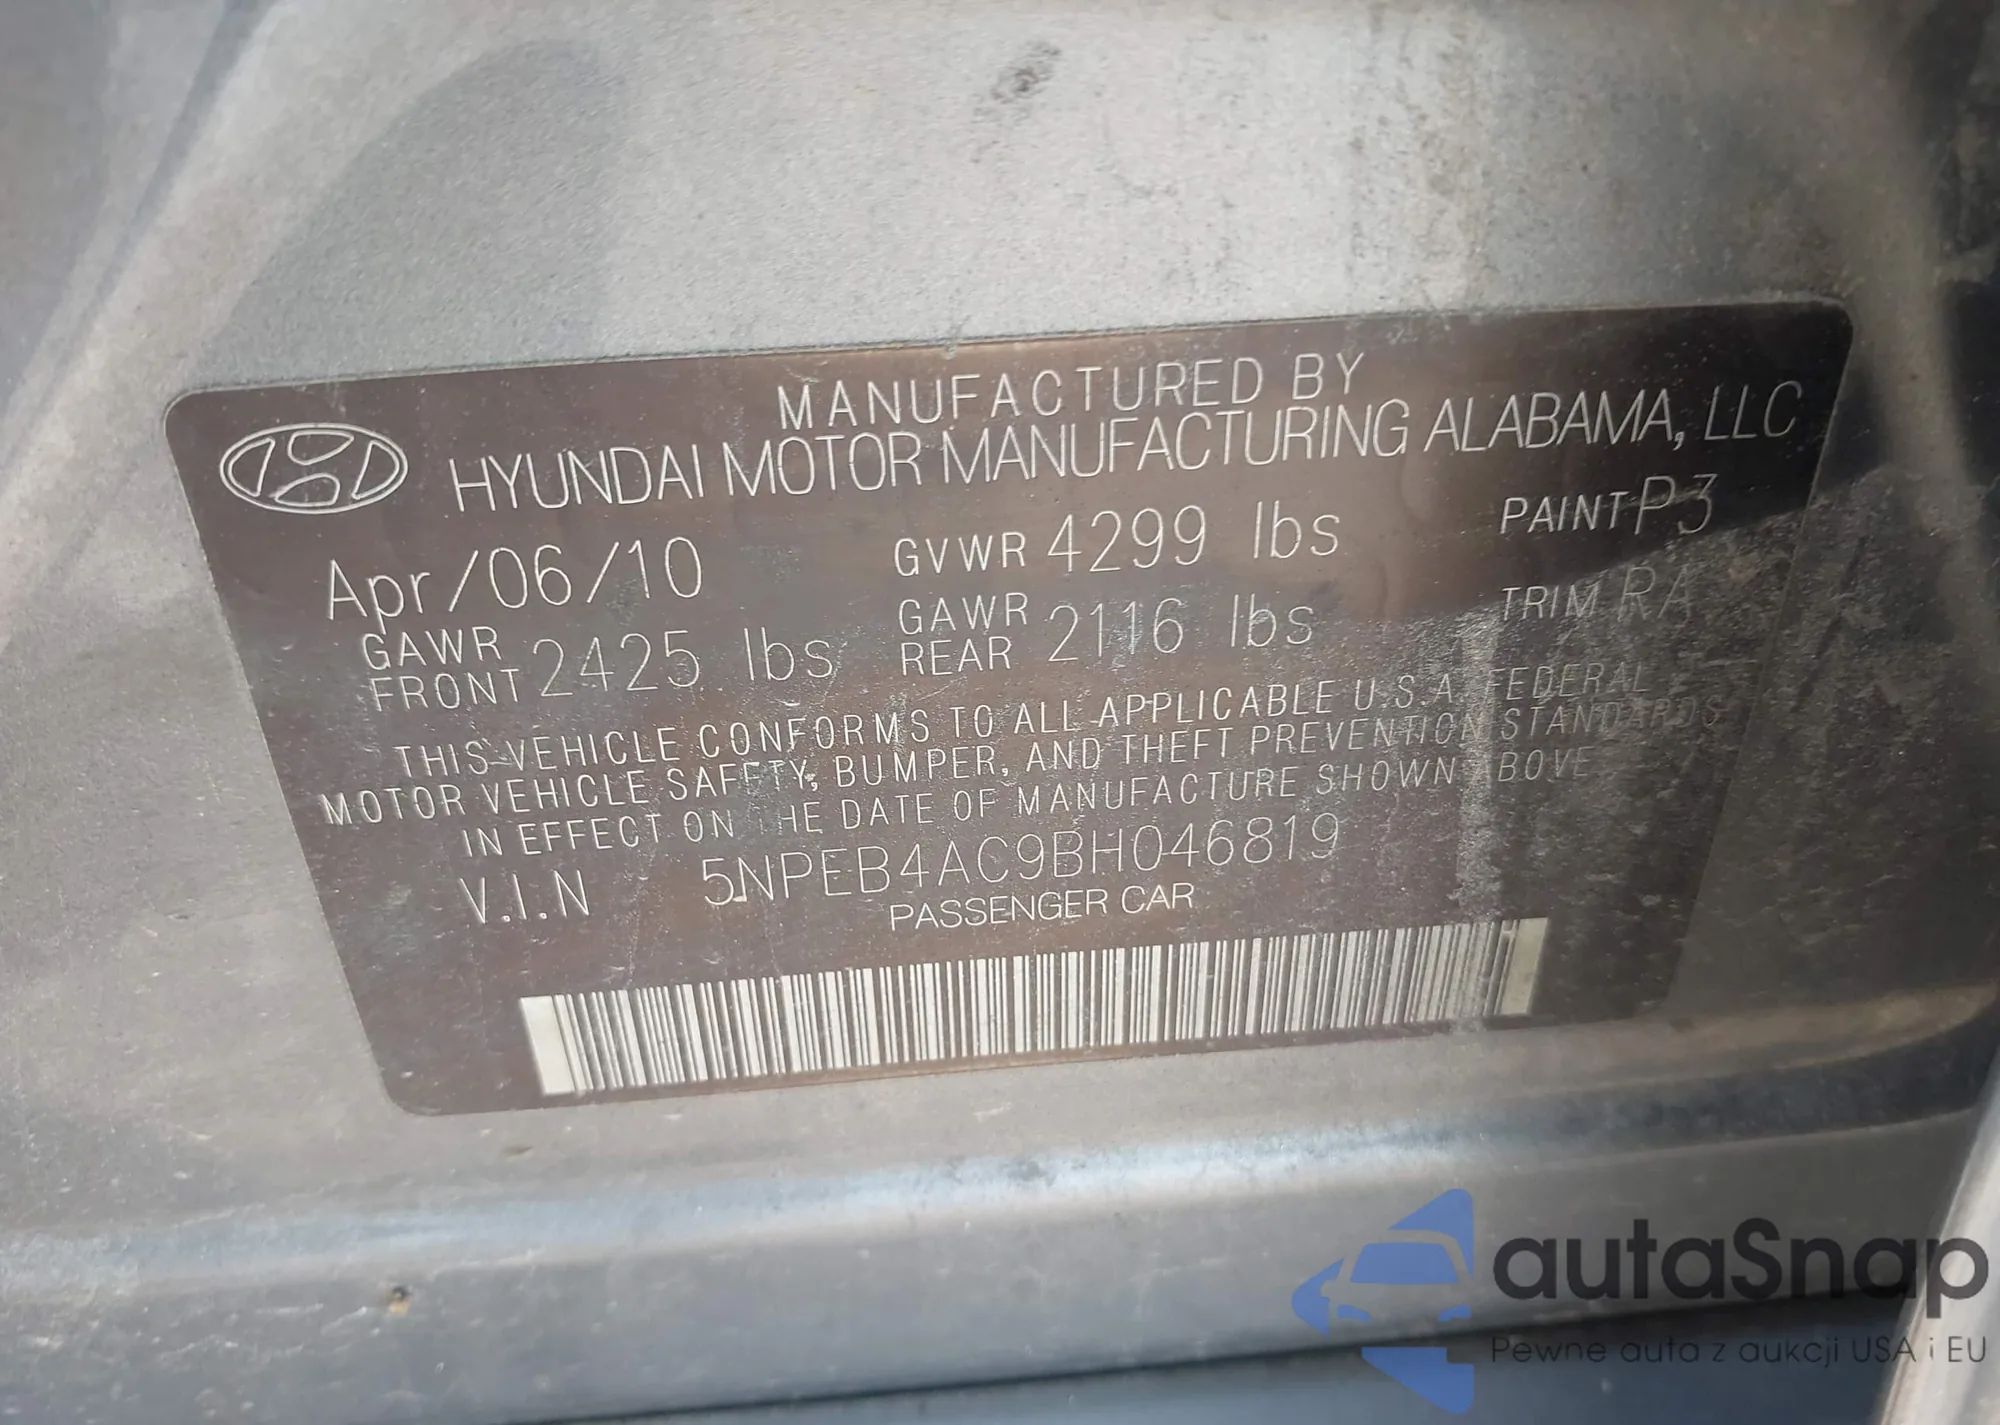 MANUFACTURED BY
HYUNDAI MOTOR MANUFACTURING ALABAMA, LLC
Apr/06/10 GVWR 4299 lbs PAINT P3
GAWR FRONT 2425 lbs GAWR REAR 2116 lbs TRIM RA
THIS VEHICLE CONFORMS TO ALL APPLICABLE U.S.A. FEDERAL
MOTOR VEHICLE SAFETY, BUMPER, AND THEFT PREVENTION STANDARDS
IN EFFECT ON THE DATE OF MANUFACTURE SHOWN ABOVE
V.I.N 5NPEB4AC9BH046819
PASSENGER CAR
autaSnap
Pewne auta z aukcji USA i EU